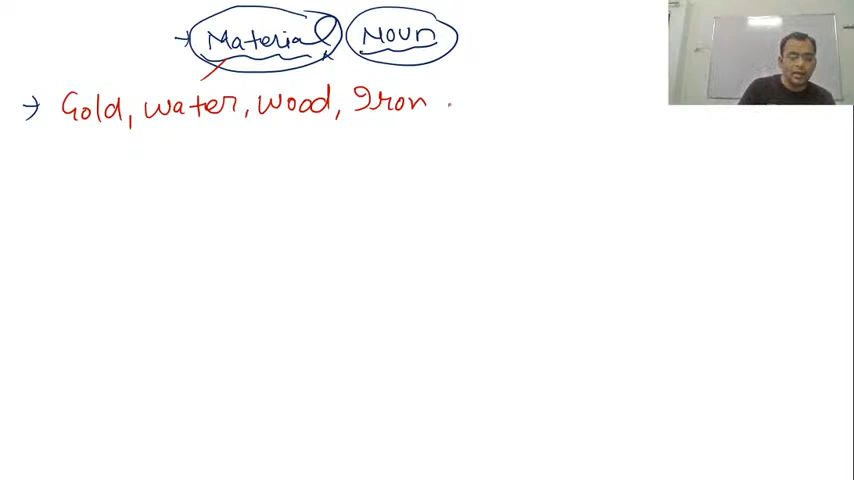 → Material Noun
→ Gold, water, wood, Iron